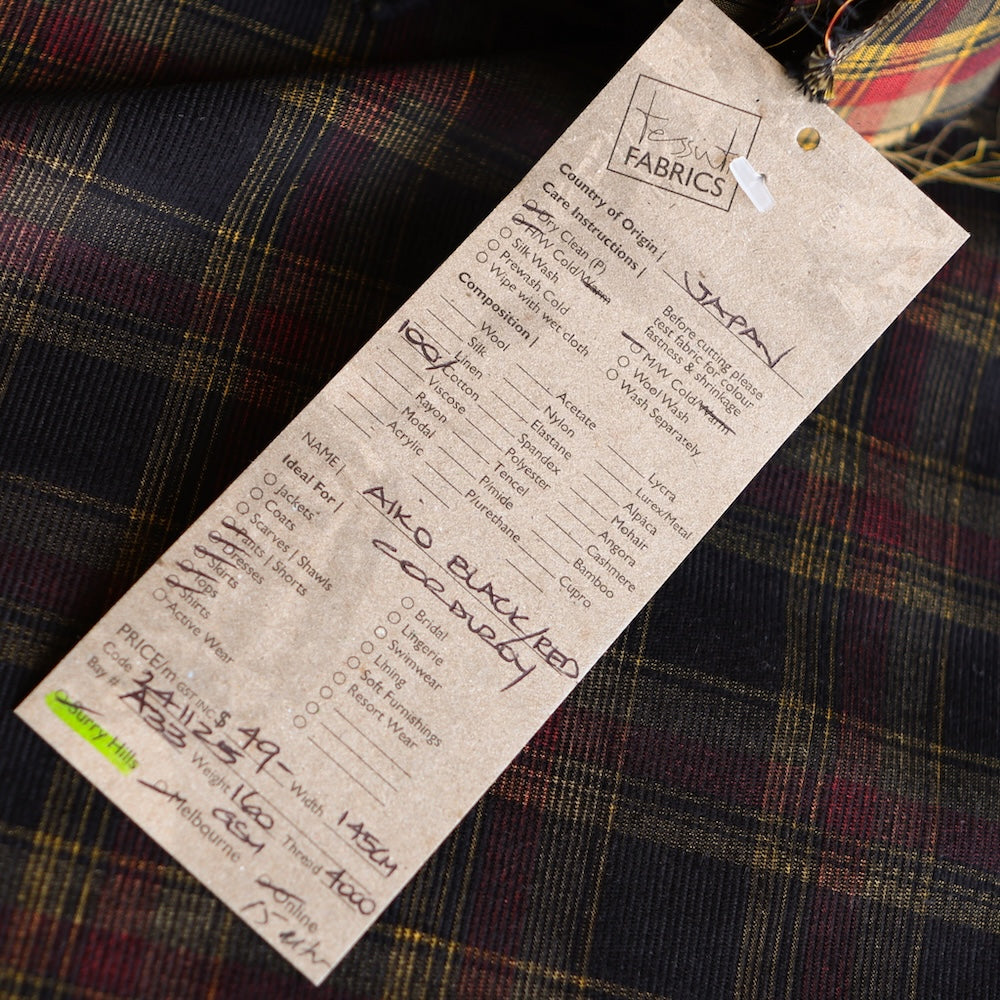 tessuti
FABRICS
Country of Origin | JAPAN
Care Instructions |
Before cutting please
test fabric for colour
fastness & shrinkage
Dry Clean (P)
H/W Cold/Warm
Silk Wash
Prewash Cold
Wipe with wet cloth
M/W Cold/Warm
Wool Wash
Wash Separately
Composition |
Wool
Silk
Linen
100/ Cotton
Viscose
Rayon
Modal
Acrylic
Acetate
Nylon
Elastane
Spandex
Polyester
Tencel
P/mide
P/urethane
Lycra
Lurex/Metal
Alpaca
Mohair
Angora
Cashmere
Bamboo
Cupro
NAME | AIKO BLACK/RED
CORDUROY
Ideal For |
Jackets
Coats
Scarves | Shawls
Pants | Shorts
Dresses
Skirts
Tops
Shirts
Active Wear
Bridal
Lingerie
Swimwear
Lining
Soft Furnishings
Resort Wear
PRICE/m GST INC $ 49- Width 145CM
Code 241125 Weight 160 GSM Thread 4000
Bay # A33
Surry Hills Melbourne Online